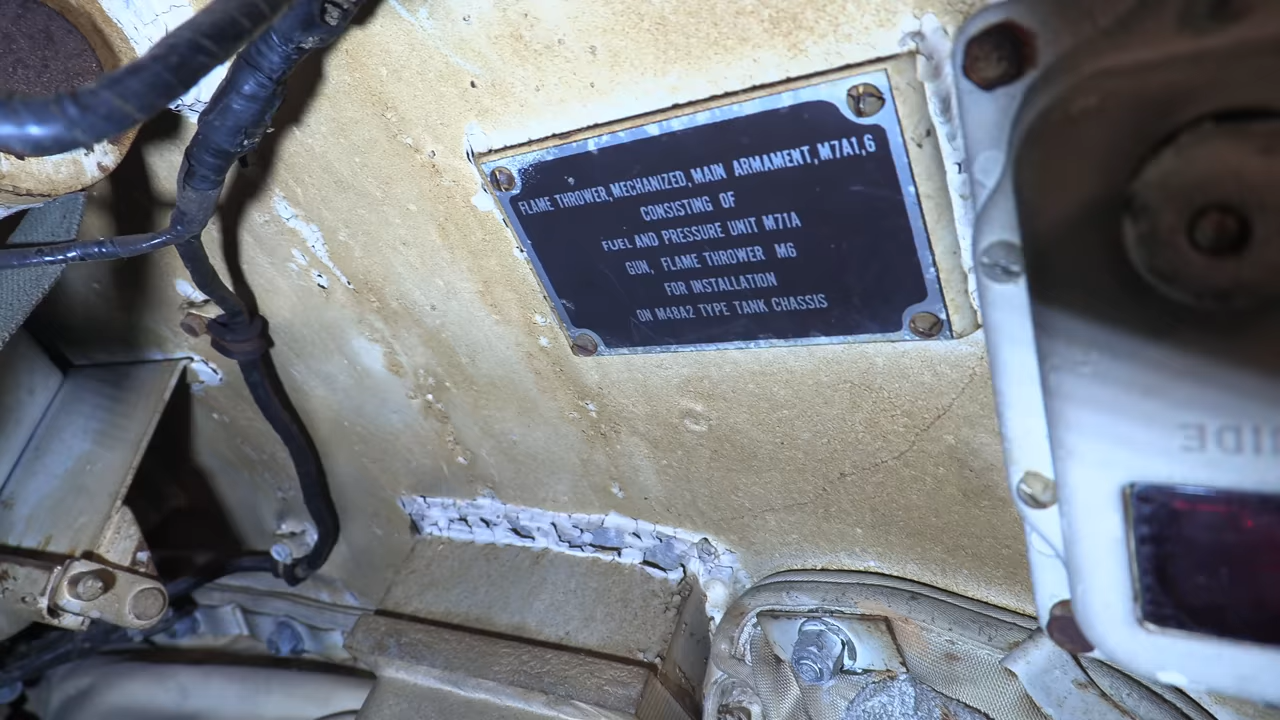 FLAME THROWER, MECHANIZED, MAIN ARMAMENT, M7A1,6
CONSISTING OF
FUEL AND PRESSURE UNIT M71A
GUN, FLAME THROWER M6
FOR INSTALLATION
ON M48A2 TYPE TANK CHASSIS